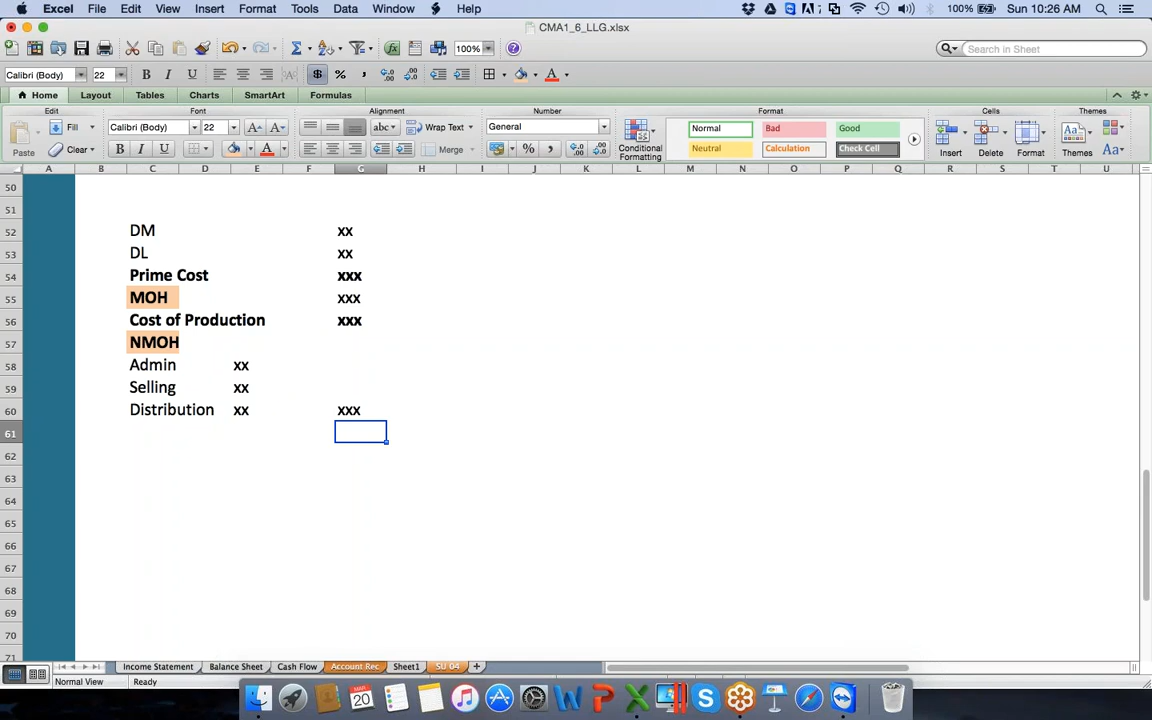 Excel File Edit View Insert Format Tools Data Window Help 100% Sun 10:26 AM
CMA1_6_LLG.xlsx
100% Search in Sheet
Calibri (Body) 22 B I U
Home Layout Tables Charts SmartArt Formulas
Edit Font Alignment Number Format Cells Themes
Fill Calibri (Body) 22 abc Wrap Text General Normal Bad Good
Paste Clear B I U Merge Conditional Formatting Neutral Calculation Check Cell Insert Delete Format Themes Aa
A B C D E F G H I J K L M N O P Q R S T U
50
51
52 DM xx
53 DL xx
54 Prime Cost xxx
55 MOH xxx
56 Cost of Production xxx
57 NMOH
58 Admin xx
59 Selling xx
60 Distribution xx xxx
61
62
63
64
65
66
67
68
69
70
71
Income Statement Balance Sheet Cash Flow Account Rec Sheet1 SU 04
Normal View Ready
MAR 20